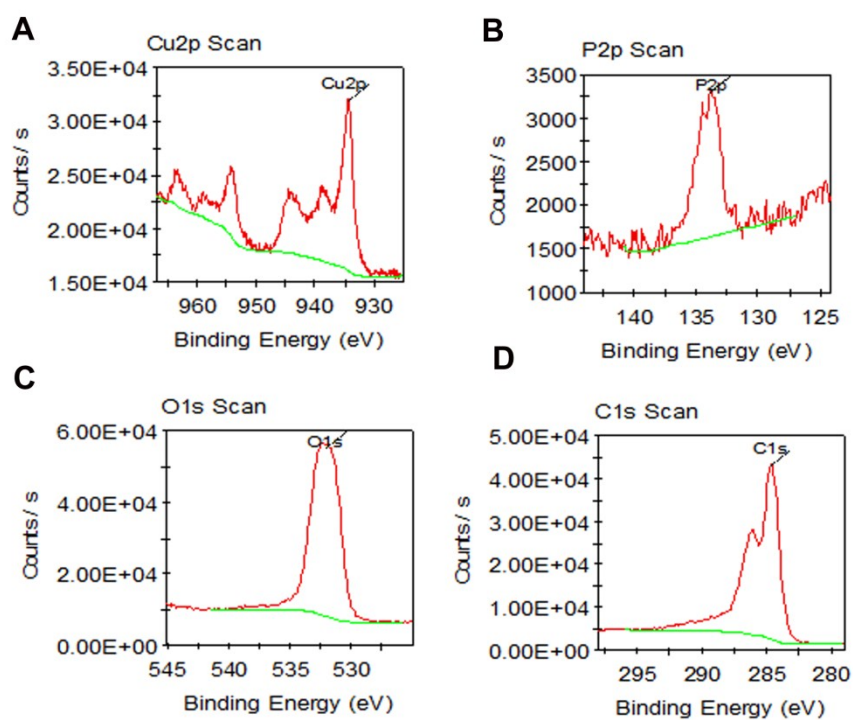 A
Cu2p Scan
Cu2p
3.50E+04
3.00E+04
2.50E+04
2.00E+04
1.50E+04
Counts / s
960 950 940 930
Binding Energy (eV)
B
P2p Scan
P2p
3500
3000
2500
2000
1500
1000
Counts / s
140 135 130 125
Binding Energy (eV)
C
O1s Scan
O1s
6.00E+04
4.00E+04
2.00E+04
0.00E+00
Counts / s
545 540 535 530
Binding Energy (eV)
D
C1s Scan
C1s
5.00E+04
4.00E+04
3.00E+04
2.00E+04
1.00E+04
0.00E+00
Counts / s
295 290 285 280
Binding Energy (eV)